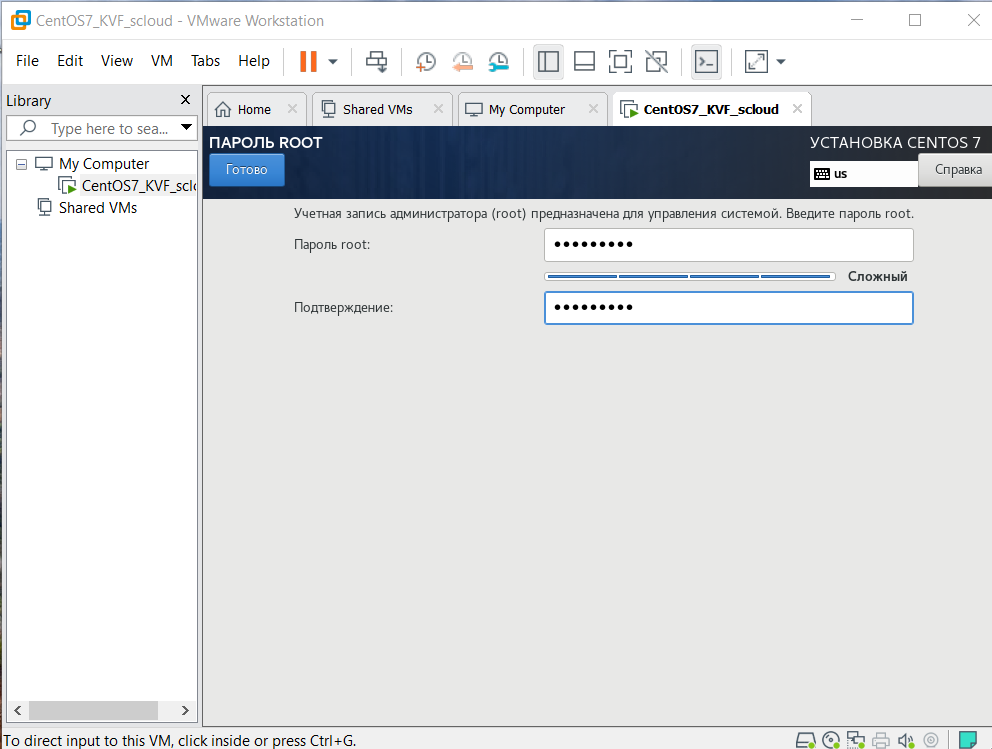 CentOS7_KVF_scloud - VMware Workstation
File Edit View VM Tabs Help
Library
Type here to sea...
My Computer
CentOS7_KVF_scl
Shared VMs
Home Shared VMs My Computer CentOS7_KVF_scloud
ПАРОЛЬ ROOT
Готово
УСТАНОВКА CENTOS 7
us
Справка
Учетная запись администратора (root) предназначена для управления системой. Введите пароль root.
Пароль root: •••••••••
Сложный
Подтверждение: •••••••••
To direct input to this VM, click inside or press Ctrl+G.